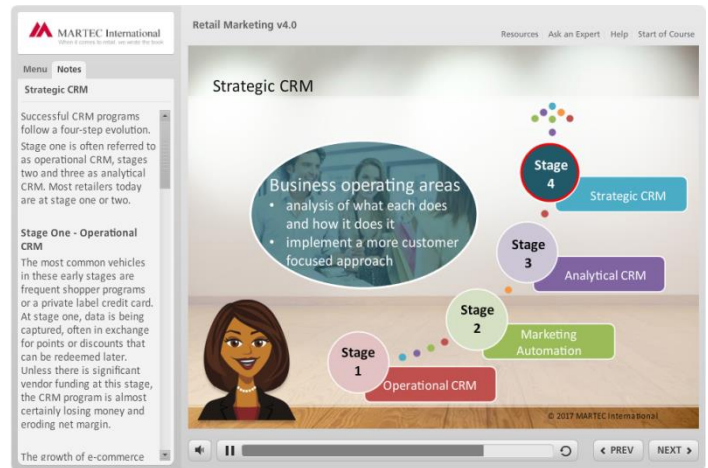 MARTEC International
When it comes to retail, we wrote the book
Retail Marketing v4.0
Resources Ask an Expert Help Start of Course
Menu Notes
Strategic CRM
Successful CRM programs
follow a four-step evolution.
Stage one is often referred to
as operational CRM, stages
two and three as analytical
CRM. Most retailers today
are at stage one or two.
Stage One - Operational
CRM
The most common vehicles
in these early stages are
frequent shopper programs
or a private label credit card.
At stage one, data is being
captured, often in exchange
for points or discounts that
can be redeemed later.
Unless there is significant
vendor funding at this stage,
the CRM program is almost
certainly losing money and
eroding net margin.
The growth of e-commerce
Strategic CRM
Business operating areas
• analysis of what each does
and how it does it
• implement a more customer
focused approach
Stage
4
Strategic CRM
Stage
3
Analytical CRM
Stage
2
Marketing
Automation
Stage
1
Operational CRM
© 2017 MARTEC International
PREV NEXT